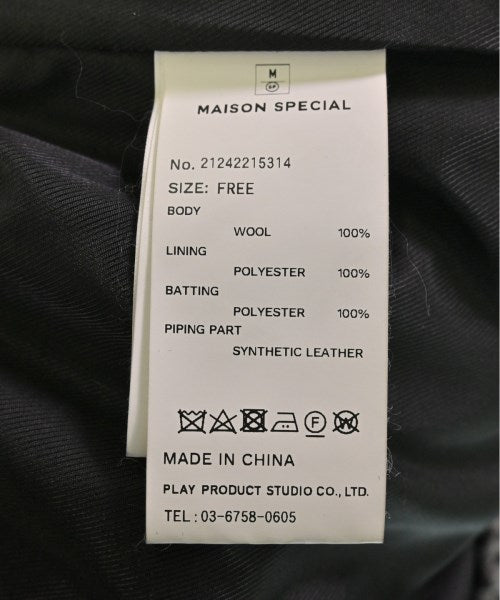 M
SP
MAISON SPECIAL
No. 21242215314
SIZE: FREE
BODY
WOOL 100%
LINING
POLYESTER 100%
BATTING
POLYESTER 100%
PIPING PART
SYNTHETIC LEATHER
F W
MADE IN CHINA
PLAY PRODUCT STUDIO CO., LTD.
TEL : 03-6758-0605